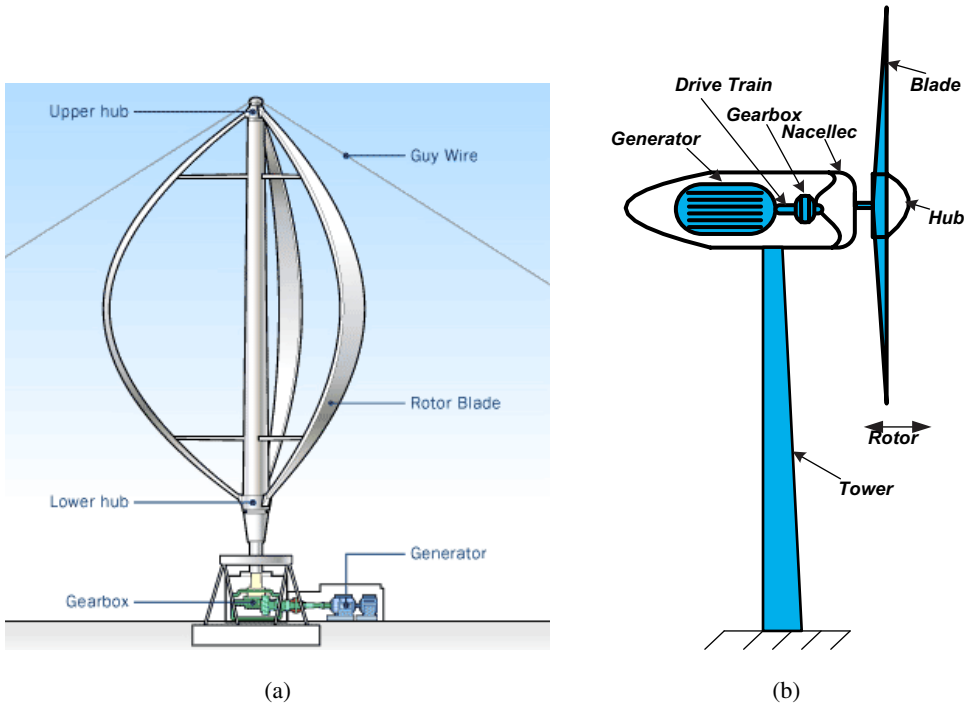 Upper hub
Guy Wire
Rotor Blade
Lower hub
Generator
Gearbox
(a)
Blade
Drive Train
Gearbox
Nacellec
Generator
Hub
Rotor
Tower
(b)